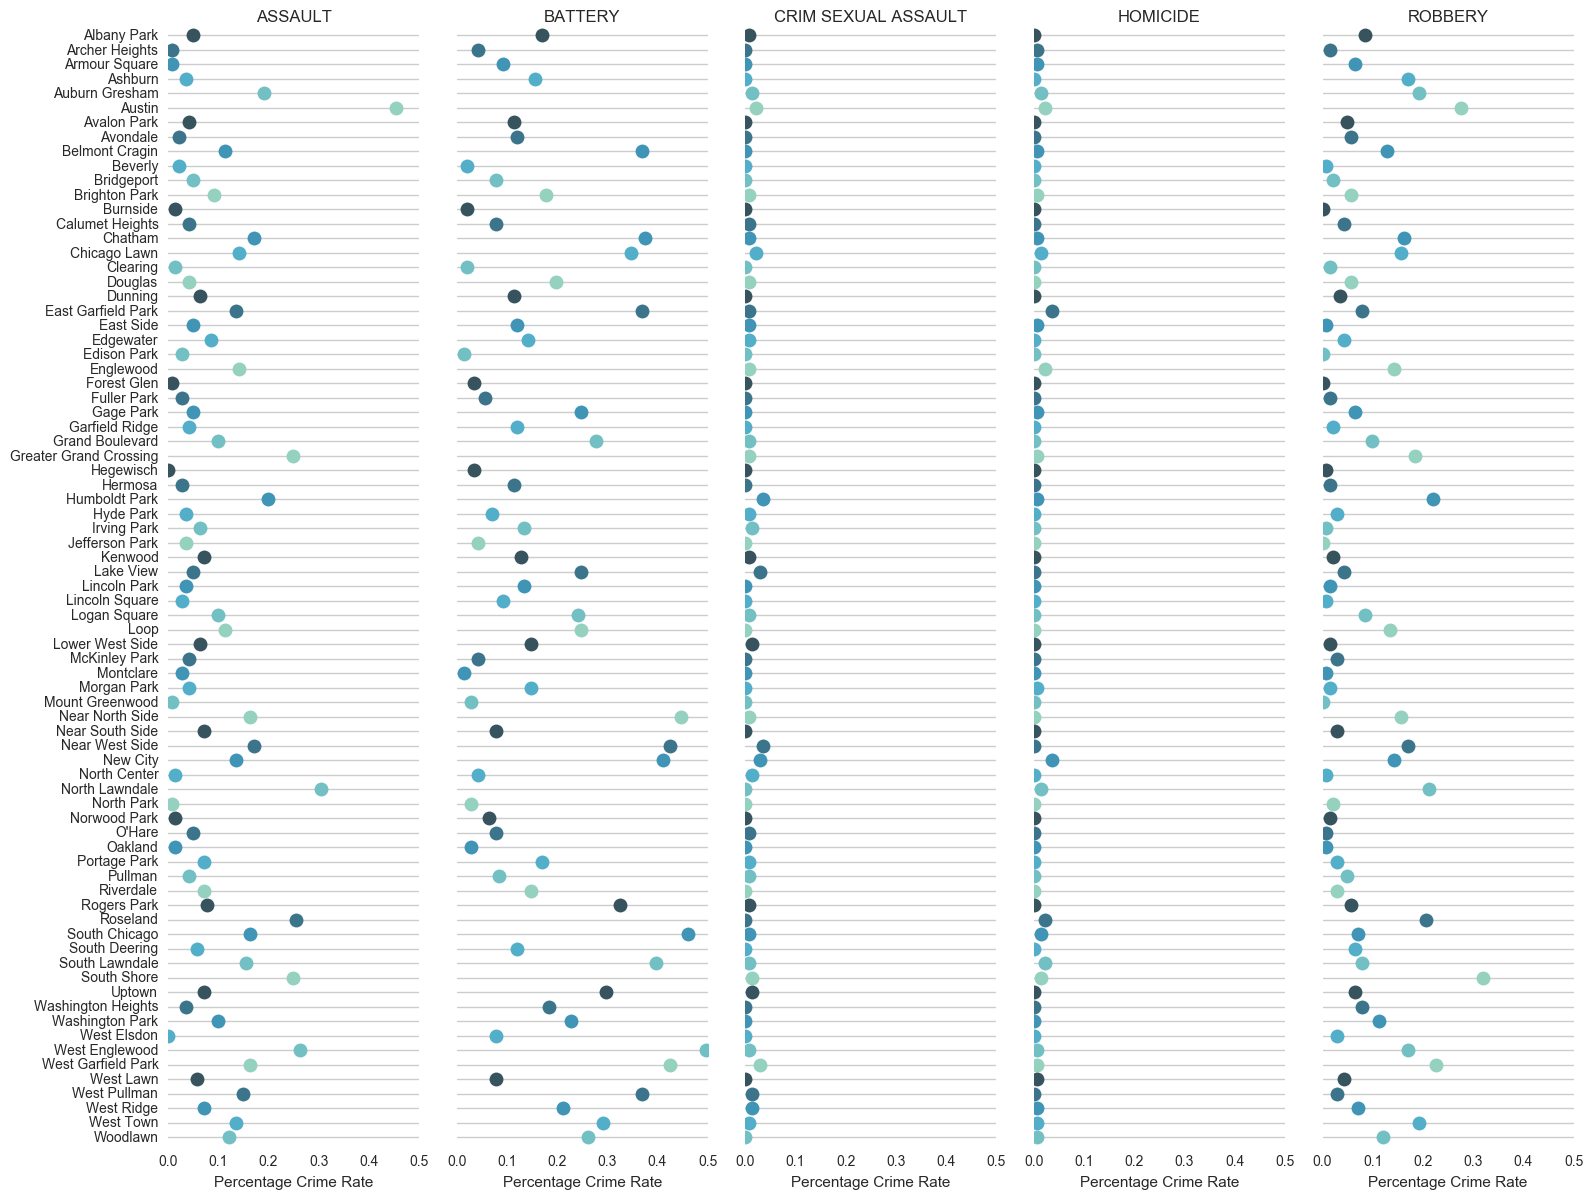 ASSAULT BATTERY CRIM SEXUAL ASSAULT HOMICIDE ROBBERY
Albany Park
Archer Heights
Armour Square
Ashburn
Auburn Gresham
Austin
Avalon Park
Avondale
Belmont Cragin
Beverly
Bridgeport
Brighton Park
Burnside
Calumet Heights
Chatham
Chicago Lawn
Clearing
Douglas
Dunning
East Garfield Park
East Side
Edgewater
Edison Park
Englewood
Forest Glen
Fuller Park
Gage Park
Garfield Ridge
Grand Boulevard
Greater Grand Crossing
Hegewisch
Hermosa
Humboldt Park
Hyde Park
Irving Park
Jefferson Park
Kenwood
Lake View
Lincoln Park
Lincoln Square
Logan Square
Loop
Lower West Side
McKinley Park
Montclare
Morgan Park
Mount Greenwood
Near North Side
Near South Side
Near West Side
New City
North Center
North Lawndale
North Park
Norwood Park
O'Hare
Oakland
Portage Park
Pullman
Riverdale
Rogers Park
Roseland
South Chicago
South Deering
South Lawndale
South Shore
Uptown
Washington Heights
Washington Park
West Elsdon
West Englewood
West Garfield Park
West Lawn
West Pullman
West Ridge
West Town
Woodlawn
0.0 0.1 0.2 0.3 0.4 0.5 0.0 0.1 0.2 0.3 0.4 0.5 0.0 0.1 0.2 0.3 0.4 0.5 0.0 0.1 0.2 0.3 0.4 0.5 0.0 0.1 0.2 0.3 0.4 0.5
Percentage Crime Rate Percentage Crime Rate Percentage Crime Rate Percentage Crime Rate Percentage Crime Rate